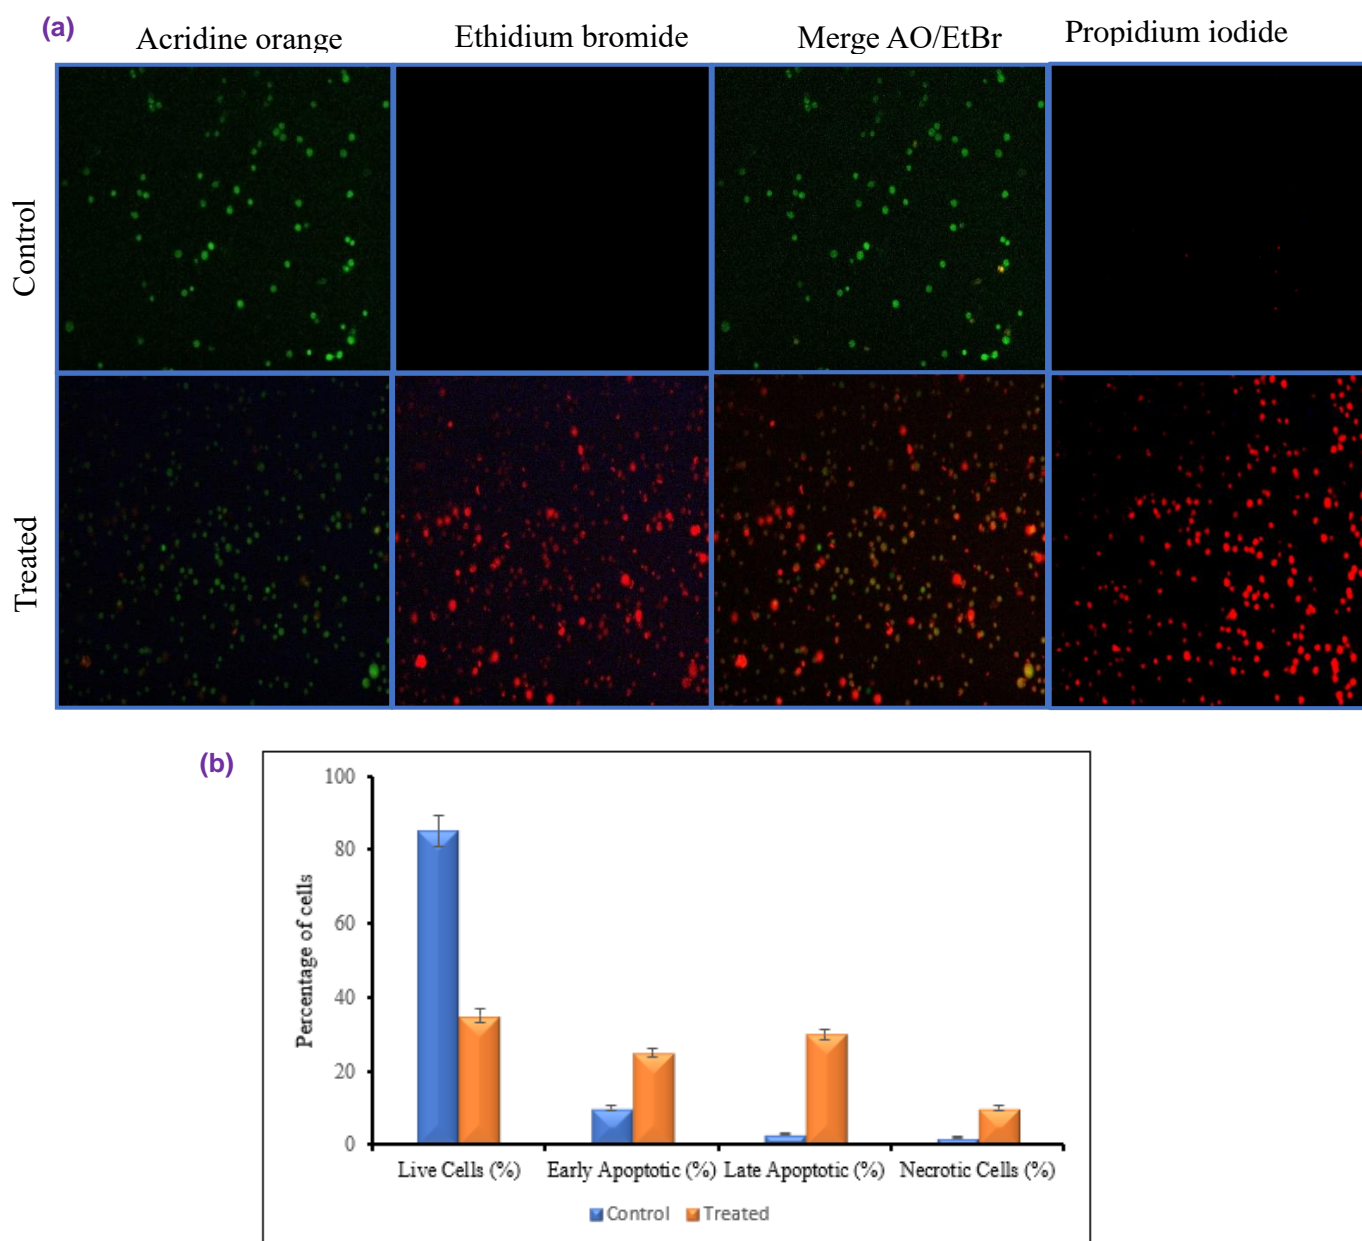 (a)
Acridine orange
Ethidium bromide
Merge AO/EtBr
Propidium iodide
Control
Treated
(b)
Percentage of cells
100
80
60
40
20
0
Live Cells (%)
Early Apoptotic (%)
Late Apoptotic (%)
Necrotic Cells (%)
Control
Treated